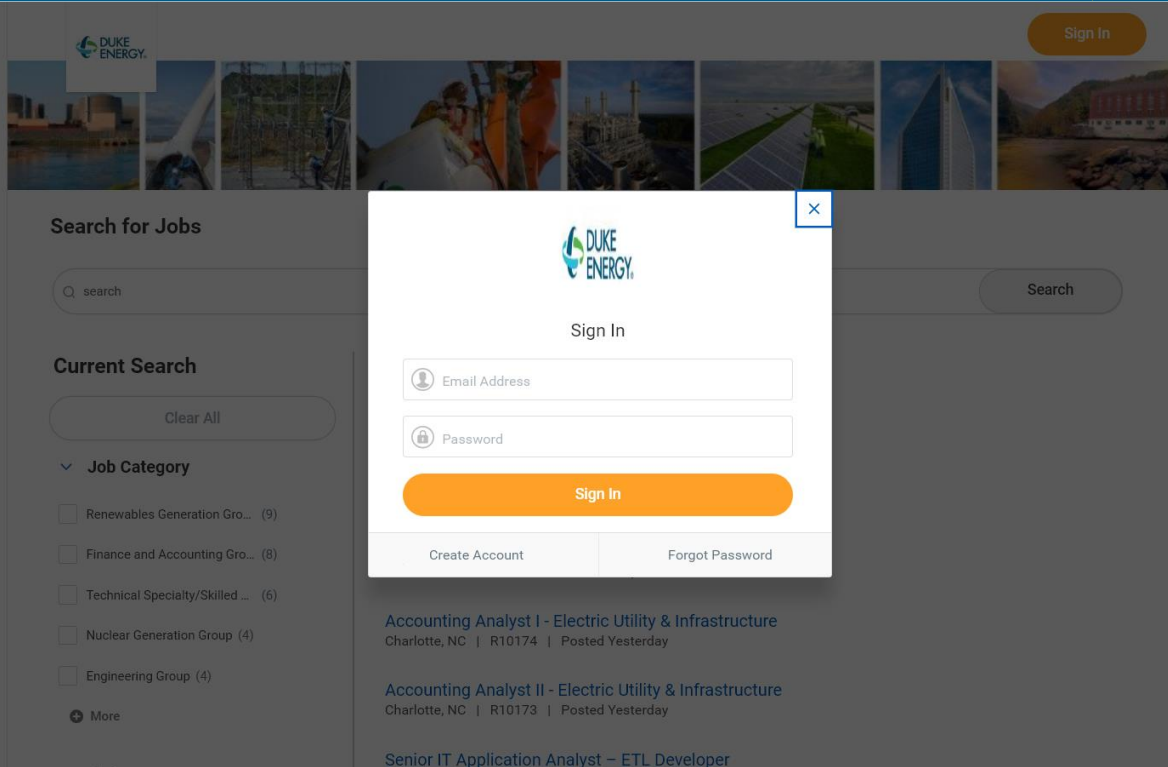 DUKE
ENERGY.
Sign In
Search for Jobs
search
Search
Current Search
Clear All
Job Category
Renewables Generation Gro... (9)
Finance and Accounting Gro... (8)
Technical Specialty/Skilled ... (6)
Nuclear Generation Group (4)
Engineering Group (4)
More
DUKE
ENERGY.
Sign In
Email Address
Password
Sign In
Create Account
Forgot Password
Accounting Analyst I - Electric Utility & Infrastructure
Charlotte, NC | R10174 | Posted Yesterday
Accounting Analyst II - Electric Utility & Infrastructure
Charlotte, NC | R10173 | Posted Yesterday
Senior IT Application Analyst – ETL Developer